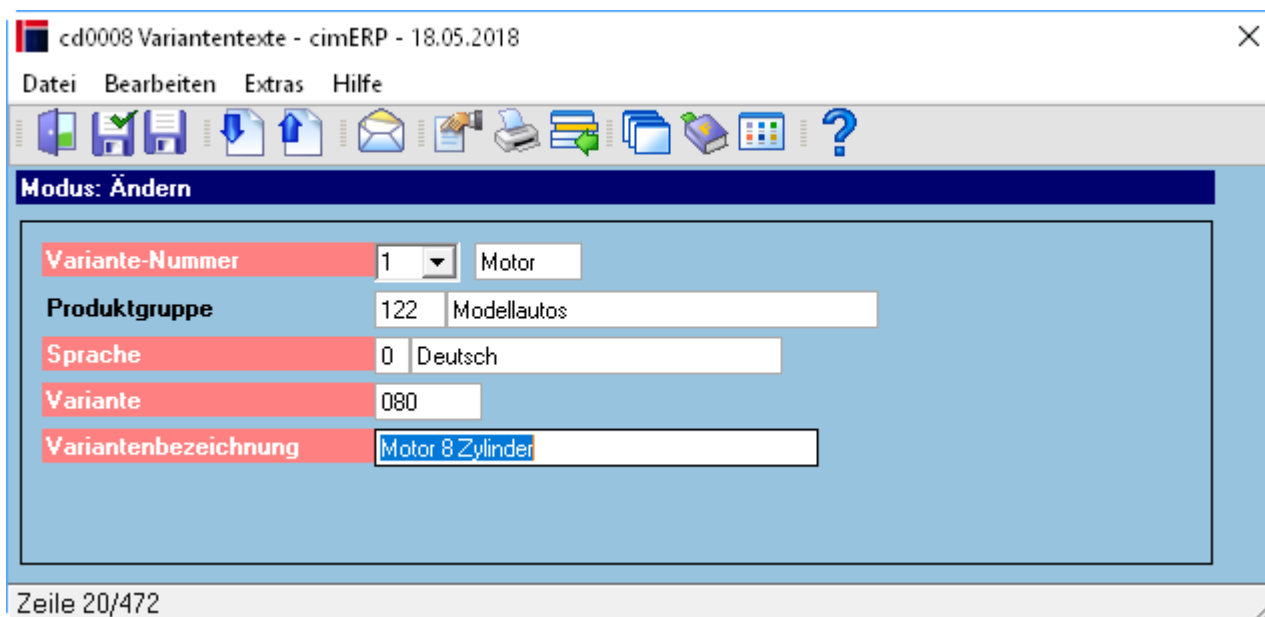 cd0008 Variantentexte - cimERP - 18.05.2018
Datei Bearbeiten Extras Hilfe
Modus: Ändern
Variante-Nummer 1 Motor
Produktgruppe 122 Modellautos
Sprache 0 Deutsch
Variante 080
Variantenbezeichnung Motor 8 Zylinder
Zeile 20/472